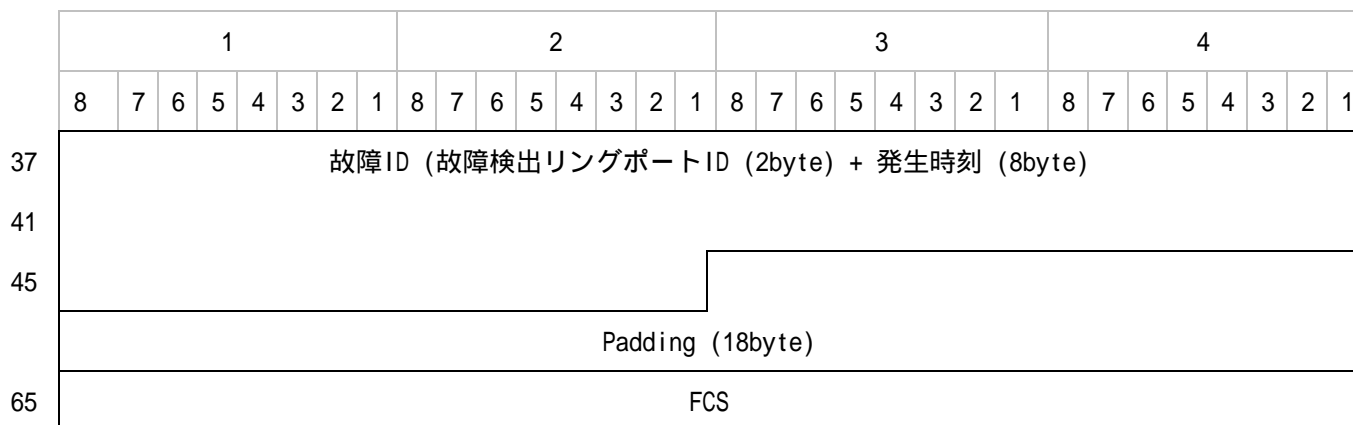 1 2 3 4
8 7 6 5 4 3 2 1 8 7 6 5 4 3 2 1 8 7 6 5 4 3 2 1 8 7 6 5 4 3 2 1
37 故障ID (故障検出リングポートID (2byte) + 発生時刻 (8byte)
41
45
Padding (18byte)
65 FCS